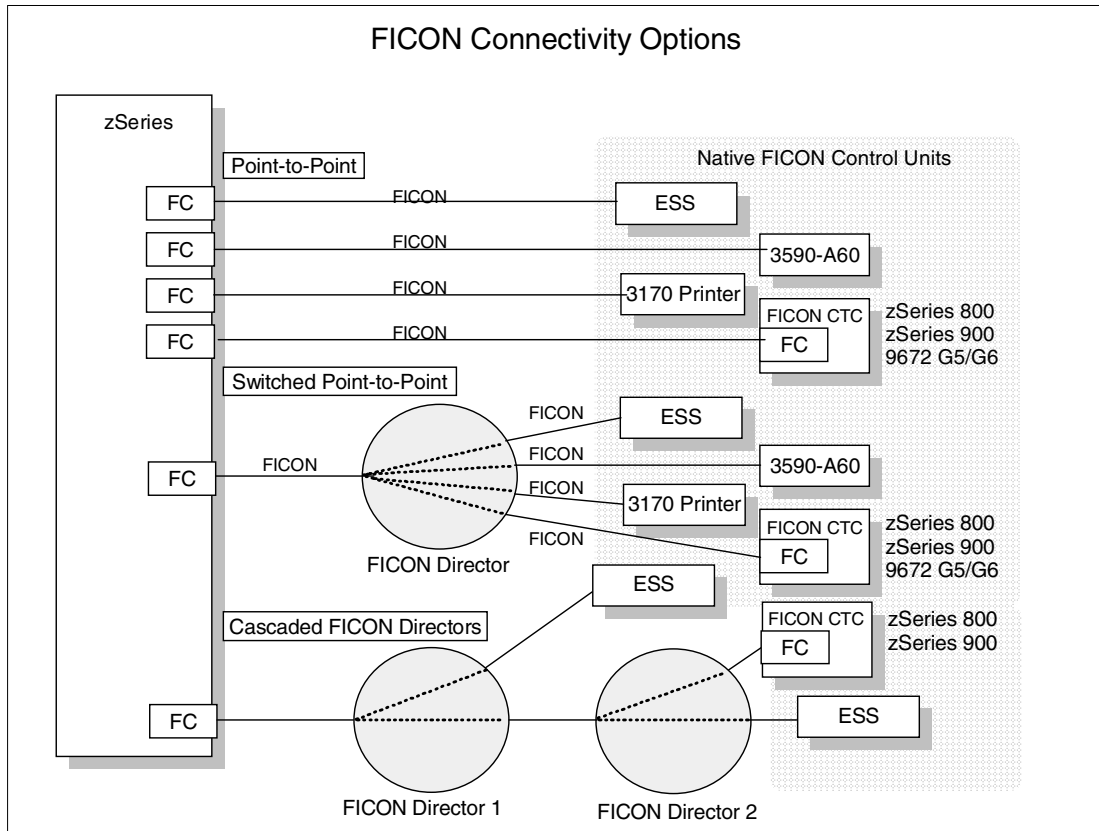 FICON Connectivity Options
zSeries
Point-to-Point
Native FICON Control Units
FC
FICON
ESS
FC
FICON
3590-A60
FC
FICON
3170 Printer
FC
FICON
FICON CTC
FC
zSeries 800
zSeries 900
9672 G5/G6
Switched Point-to-Point
FC
FICON
FICON
ESS
FICON
3590-A60
FICON
3170 Printer
FICON
FICON CTC
FC
zSeries 800
zSeries 900
9672 G5/G6
FICON Director
Cascaded FICON Directors
ESS
FICON CTC
FC
zSeries 800
zSeries 900
FC
ESS
FICON Director 1
FICON Director 2